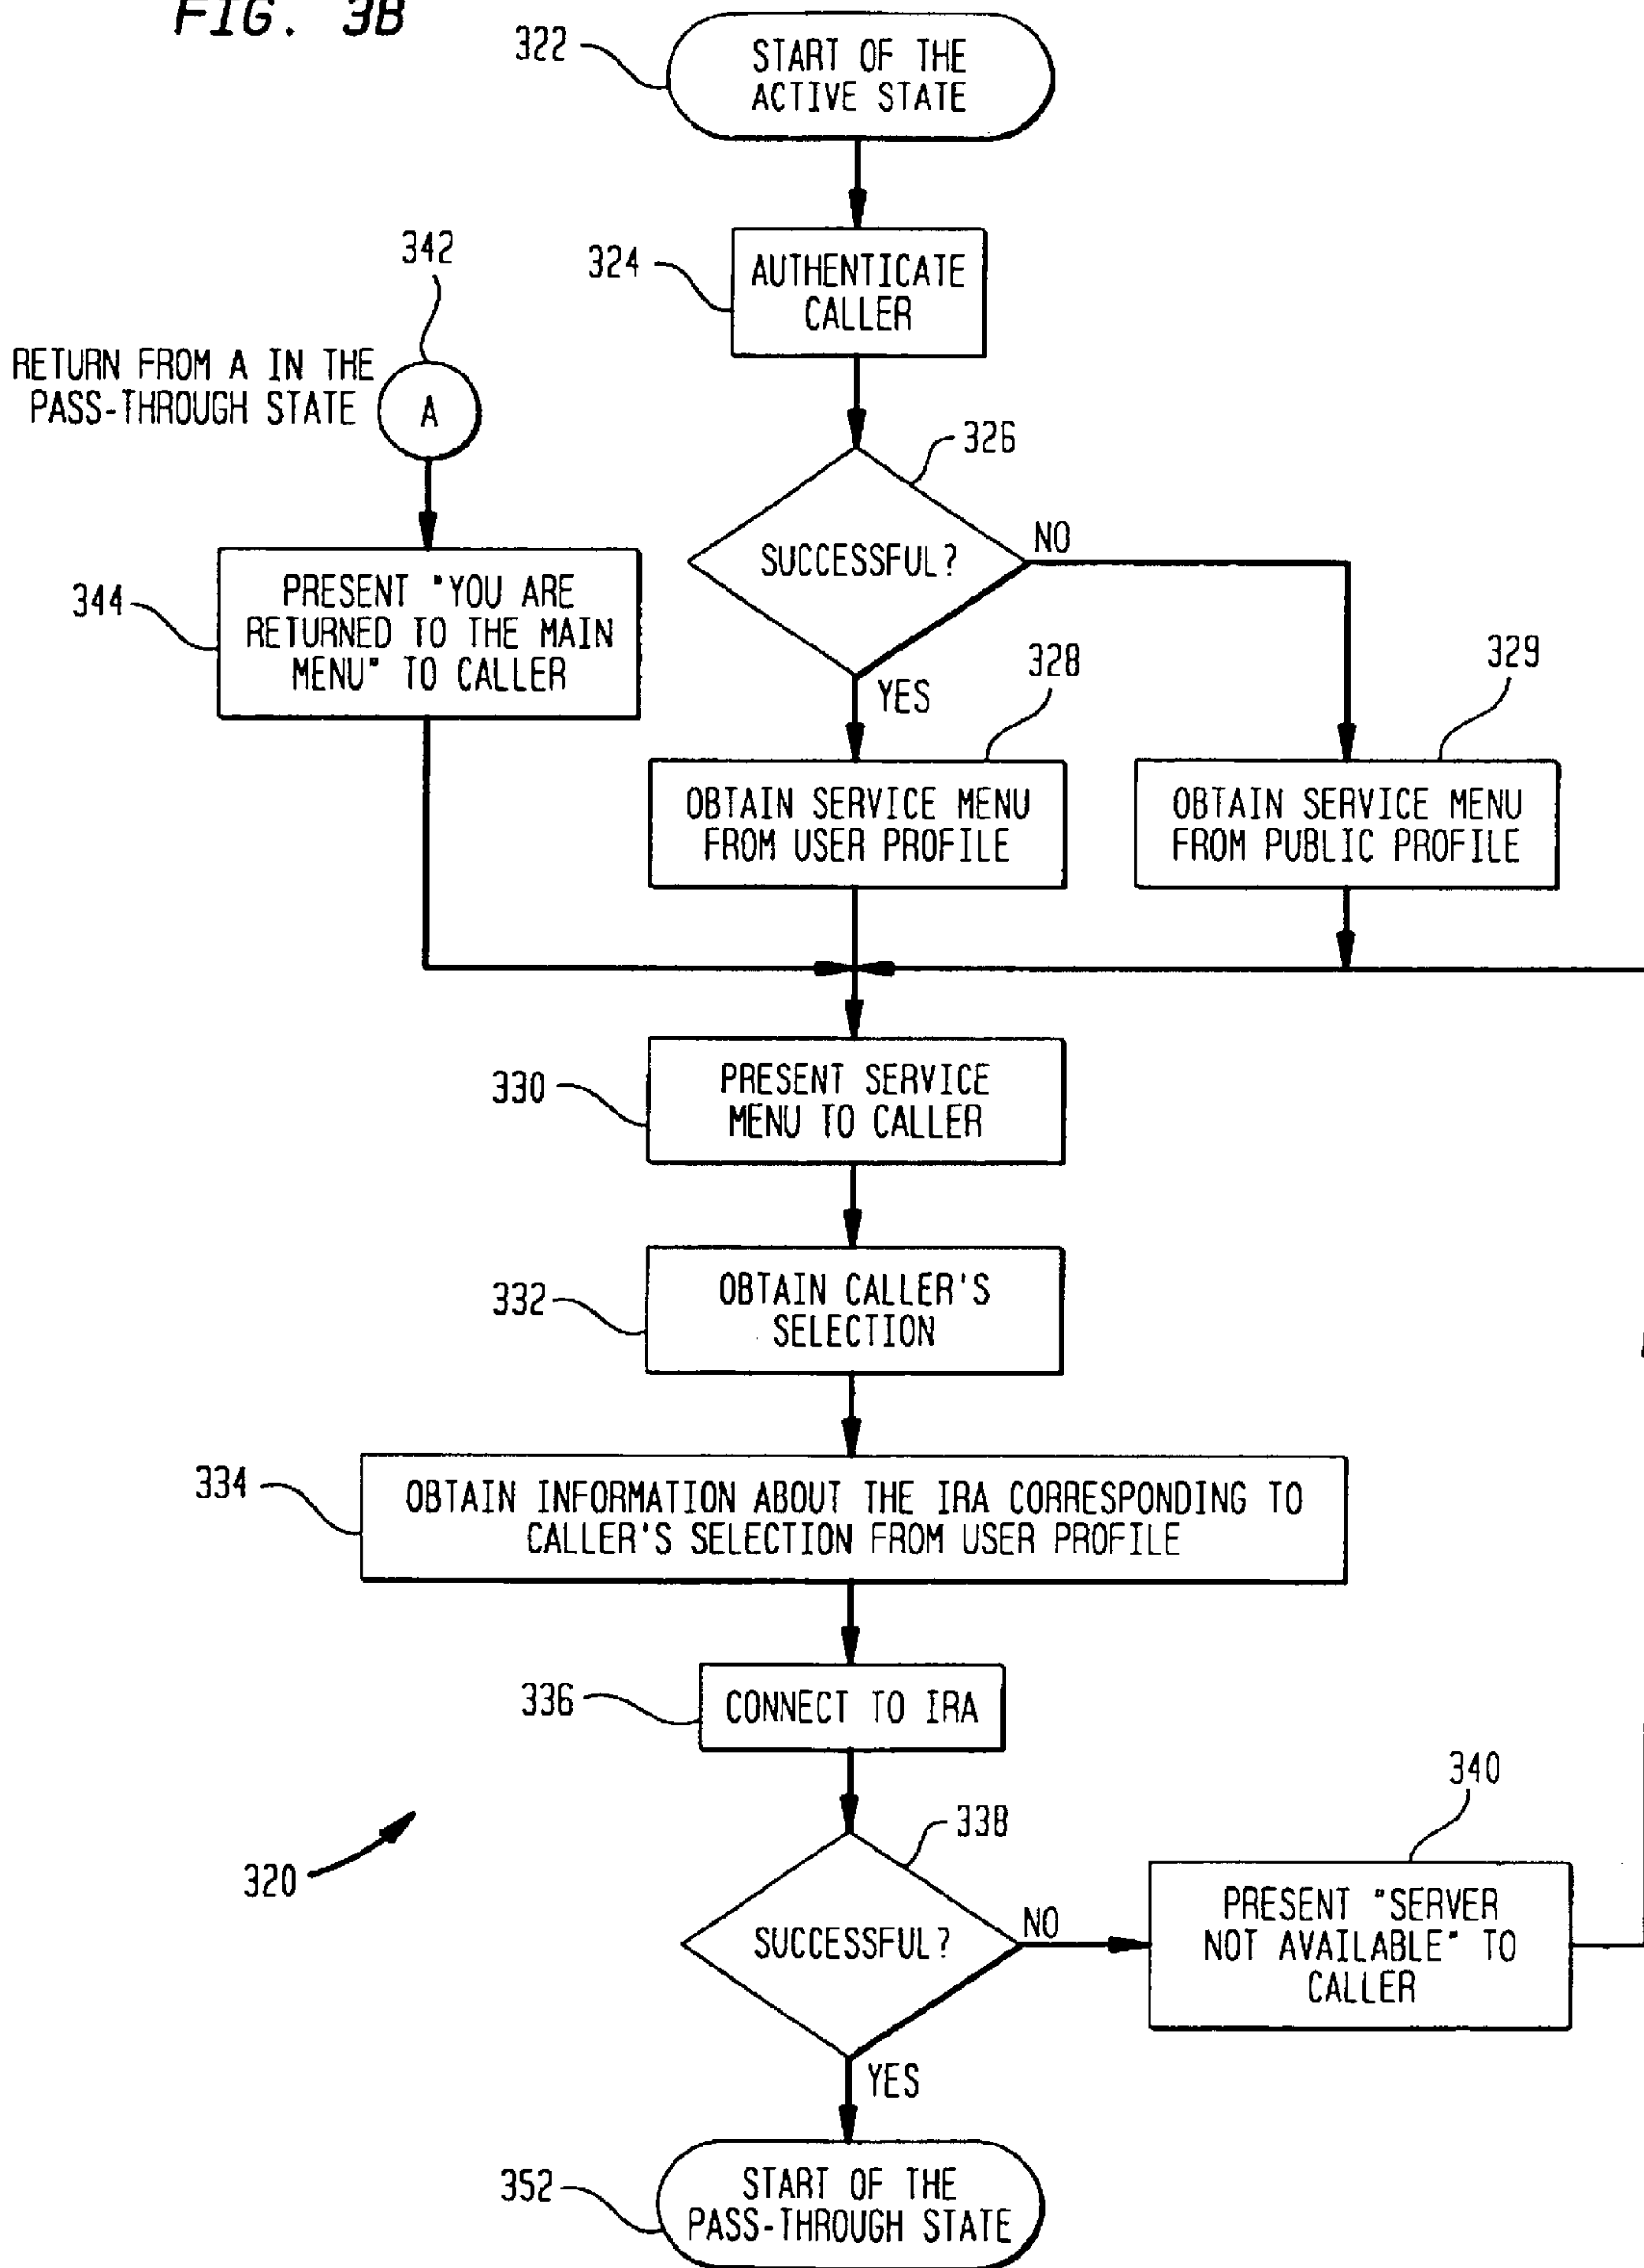 FIG. 3B
322
START OF THE
ACTIVE STATE
324
AUTHENTICATE
CALLER
342
RETURN FROM A IN THE
PASS-THROUGH STATE
A
326
SUCCESSFUL?
NO
YES
344
PRESENT "YOU ARE
RETURNED TO THE MAIN
MENU" TO CALLER
328
OBTAIN SERVICE MENU
FROM USER PROFILE
329
OBTAIN SERVICE MENU
FROM PUBLIC PROFILE
330
PRESENT SERVICE
MENU TO CALLER
332
OBTAIN CALLER'S
SELECTION
334
OBTAIN INFORMATION ABOUT THE IRA CORRESPONDING TO
CALLER'S SELECTION FROM USER PROFILE
336
CONNECT TO IRA
320
338
SUCCESSFUL?
NO
YES
340
PRESENT "SERVER
NOT AVAILABLE" TO
CALLER
352
START OF THE
PASS-THROUGH STATE